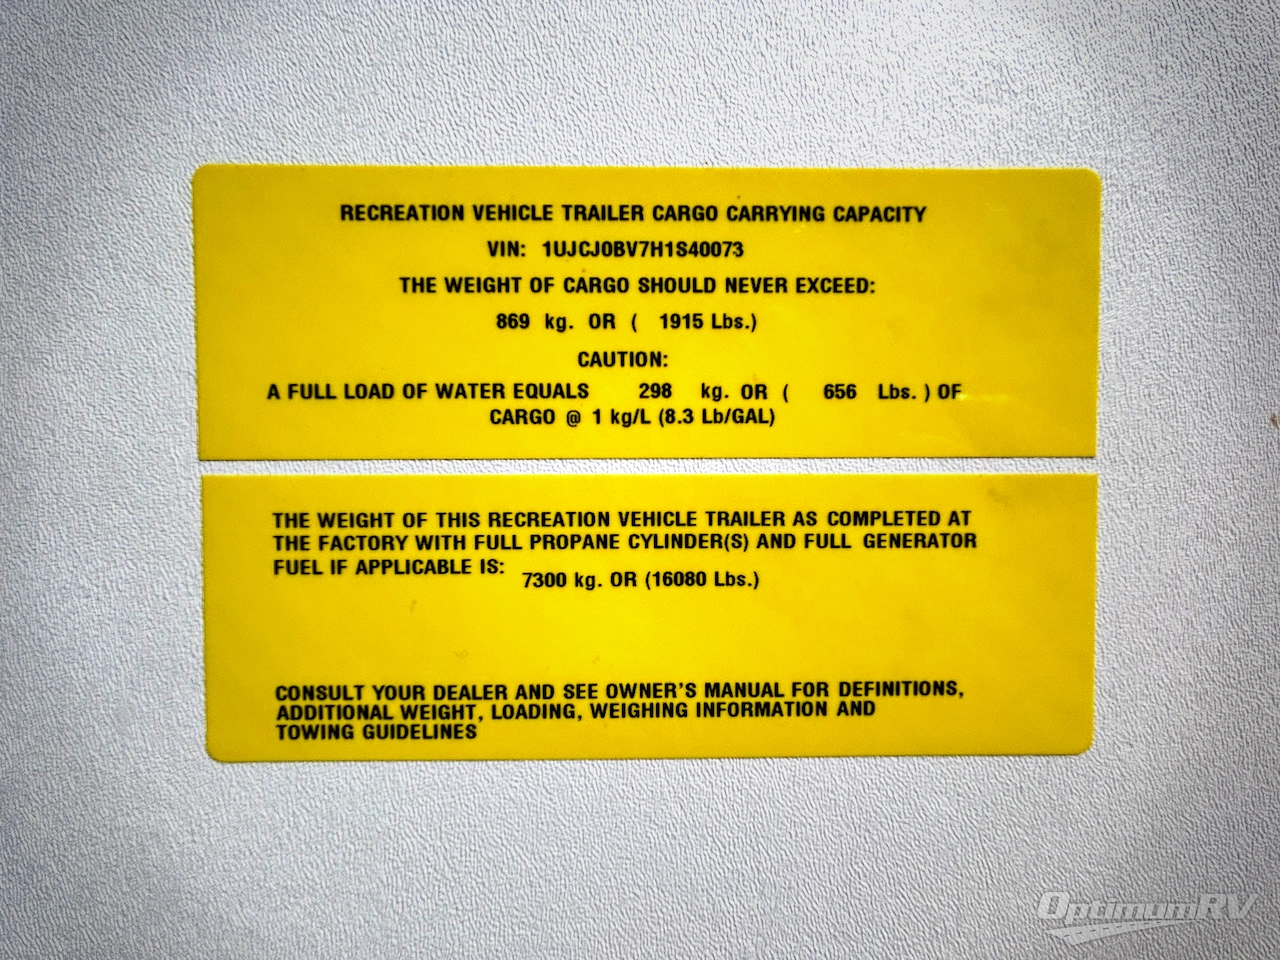 RECREATION VEHICLE TRAILER CARGO CARRYING CAPACITY
VIN: 1UJCJ0BV7H1S40073
THE WEIGHT OF CARGO SHOULD NEVER EXCEED:
869 kg. OR ( 1915 Lbs.)
CAUTION:
A FULL LOAD OF WATER EQUALS 298 kg. OR ( 656 Lbs. ) OF
CARGO @ 1 kg/L (8.3 Lb/GAL)
THE WEIGHT OF THIS RECREATION VEHICLE TRAILER AS COMPLETED AT
THE FACTORY WITH FULL PROPANE CYLINDER(S) AND FULL GENERATOR
FUEL IF APPLICABLE IS: 7300 kg. OR (16080 Lbs.)
CONSULT YOUR DEALER AND SEE OWNER'S MANUAL FOR DEFINITIONS,
ADDITIONAL WEIGHT, LOADING, WEIGHING INFORMATION AND
TOWING GUIDELINES
OptimumRV